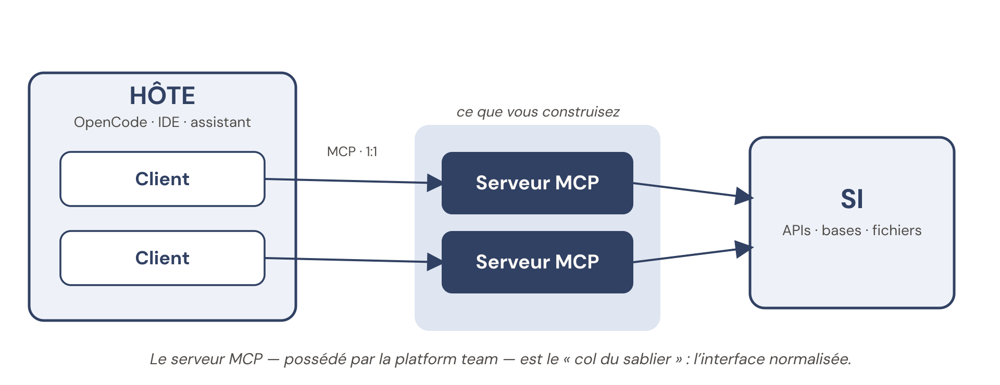 HÔTE
OpenCode · IDE · assistant
Client
Client
MCP · 1:1
ce que vous construisez
Serveur MCP
Serveur MCP
SI
APIs · bases · fichiers
Le serveur MCP — possédé par la platform team — est le « col du sablier » : l’interface normalisée.